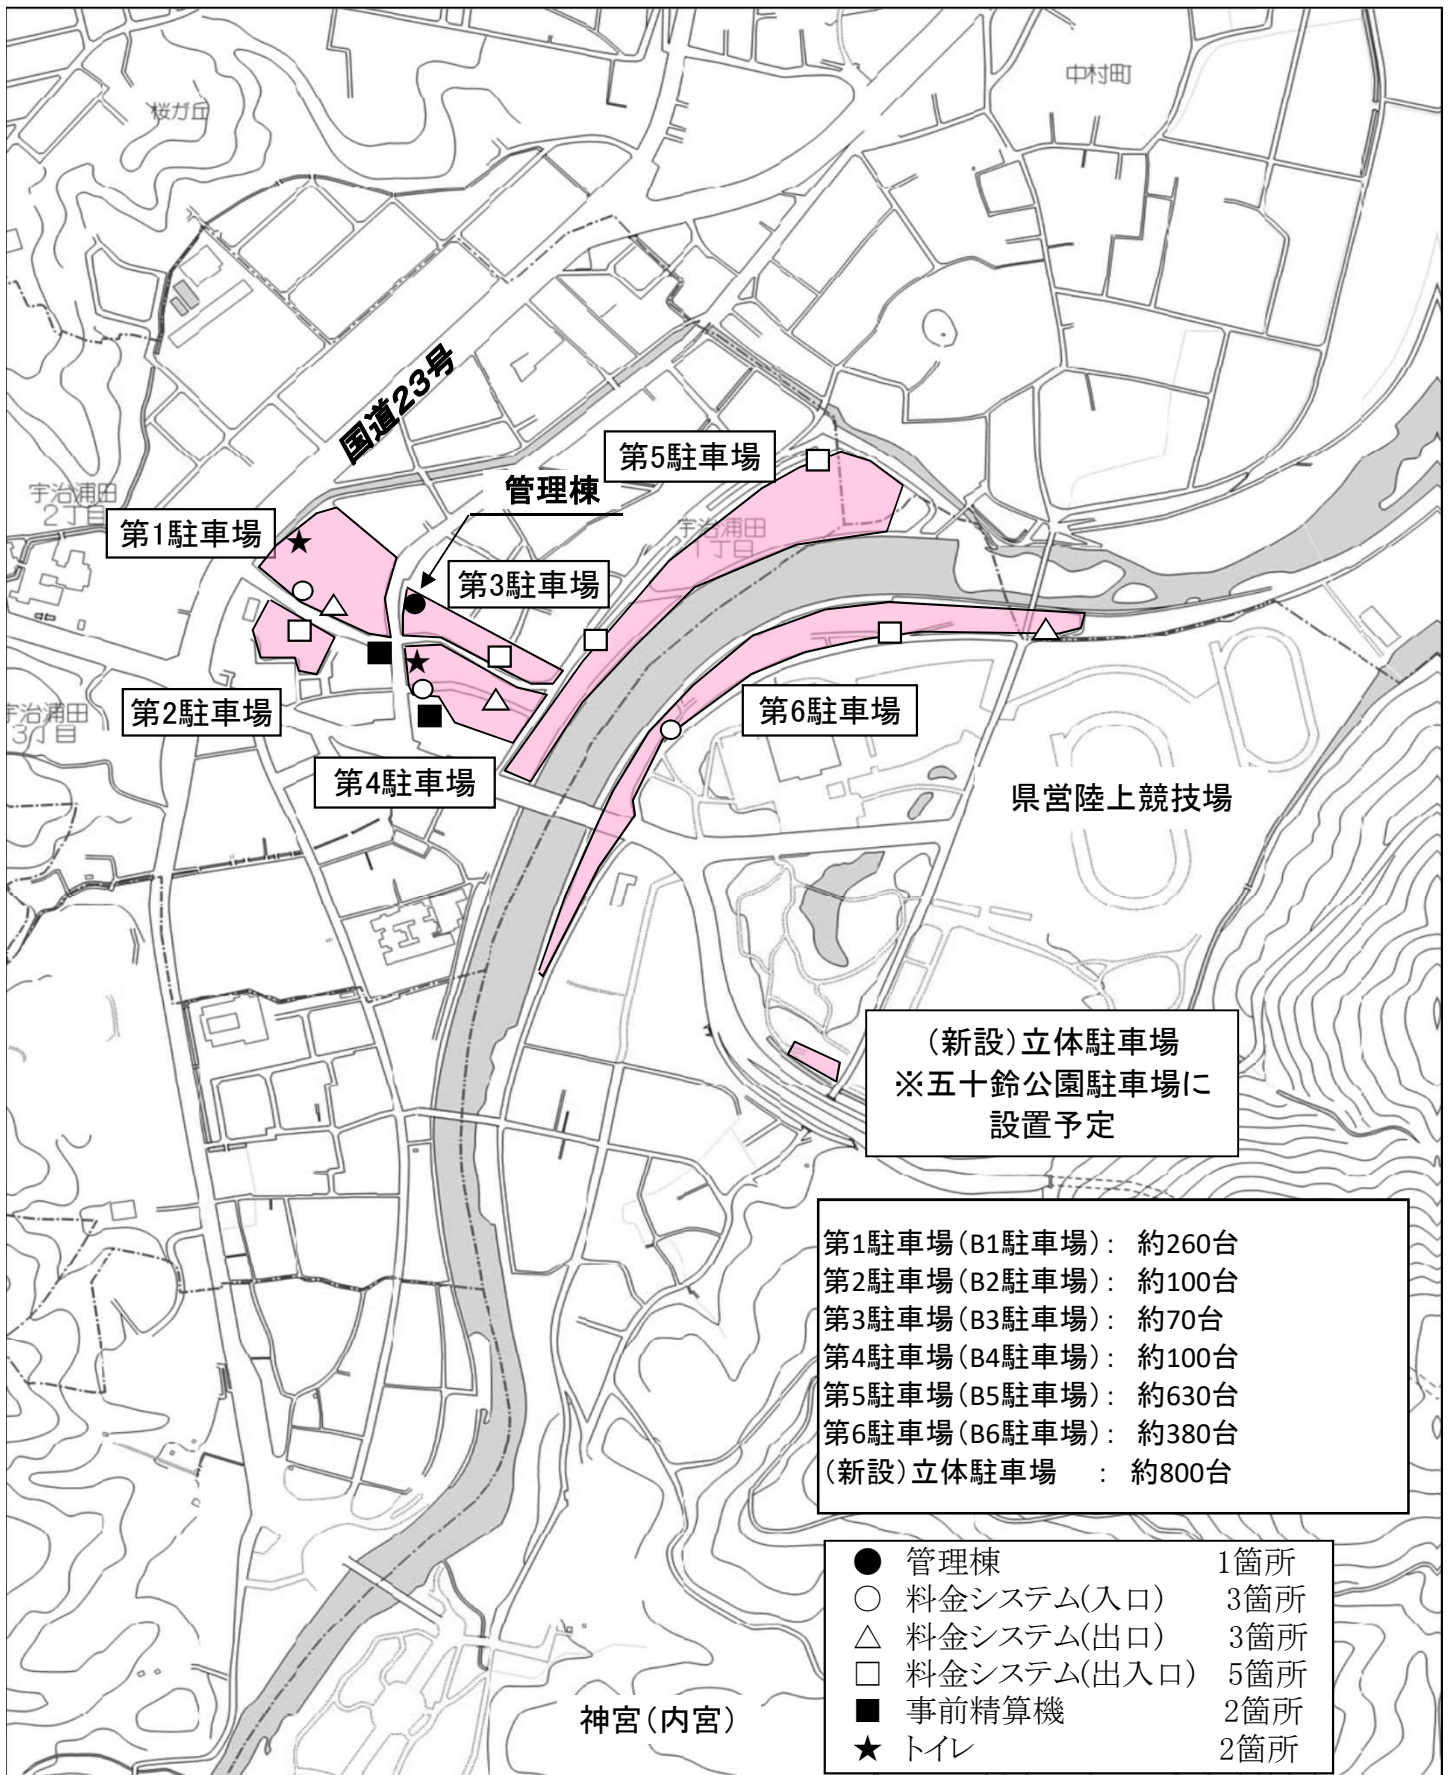 中村町
桜が丘
国道23号
第5駐車場
管理棟
宇治浦田
2丁目
第1駐車場
宇治浦田
1丁目
第3駐車場
第2駐車場
宇治浦田
3丁目
第6駐車場
第4駐車場
県営陸上競技場
(新設)立体駐車場
※五十鈴公園駐車場に
設置予定
第1駐車場(B1駐車場): 約260台
第2駐車場(B2駐車場): 約100台
第3駐車場(B3駐車場): 約70台
第4駐車場(B4駐車場): 約100台
第5駐車場(B5駐車場): 約630台
第6駐車場(B6駐車場): 約380台
(新設)立体駐車場 : 約800台
● 管理棟 1箇所
○ 料金システム(入口) 3箇所
△ 料金システム(出口) 3箇所
□ 料金システム(出入口) 5箇所
■ 事前精算機 2箇所
★ トイレ 2箇所
神宮(内宮)